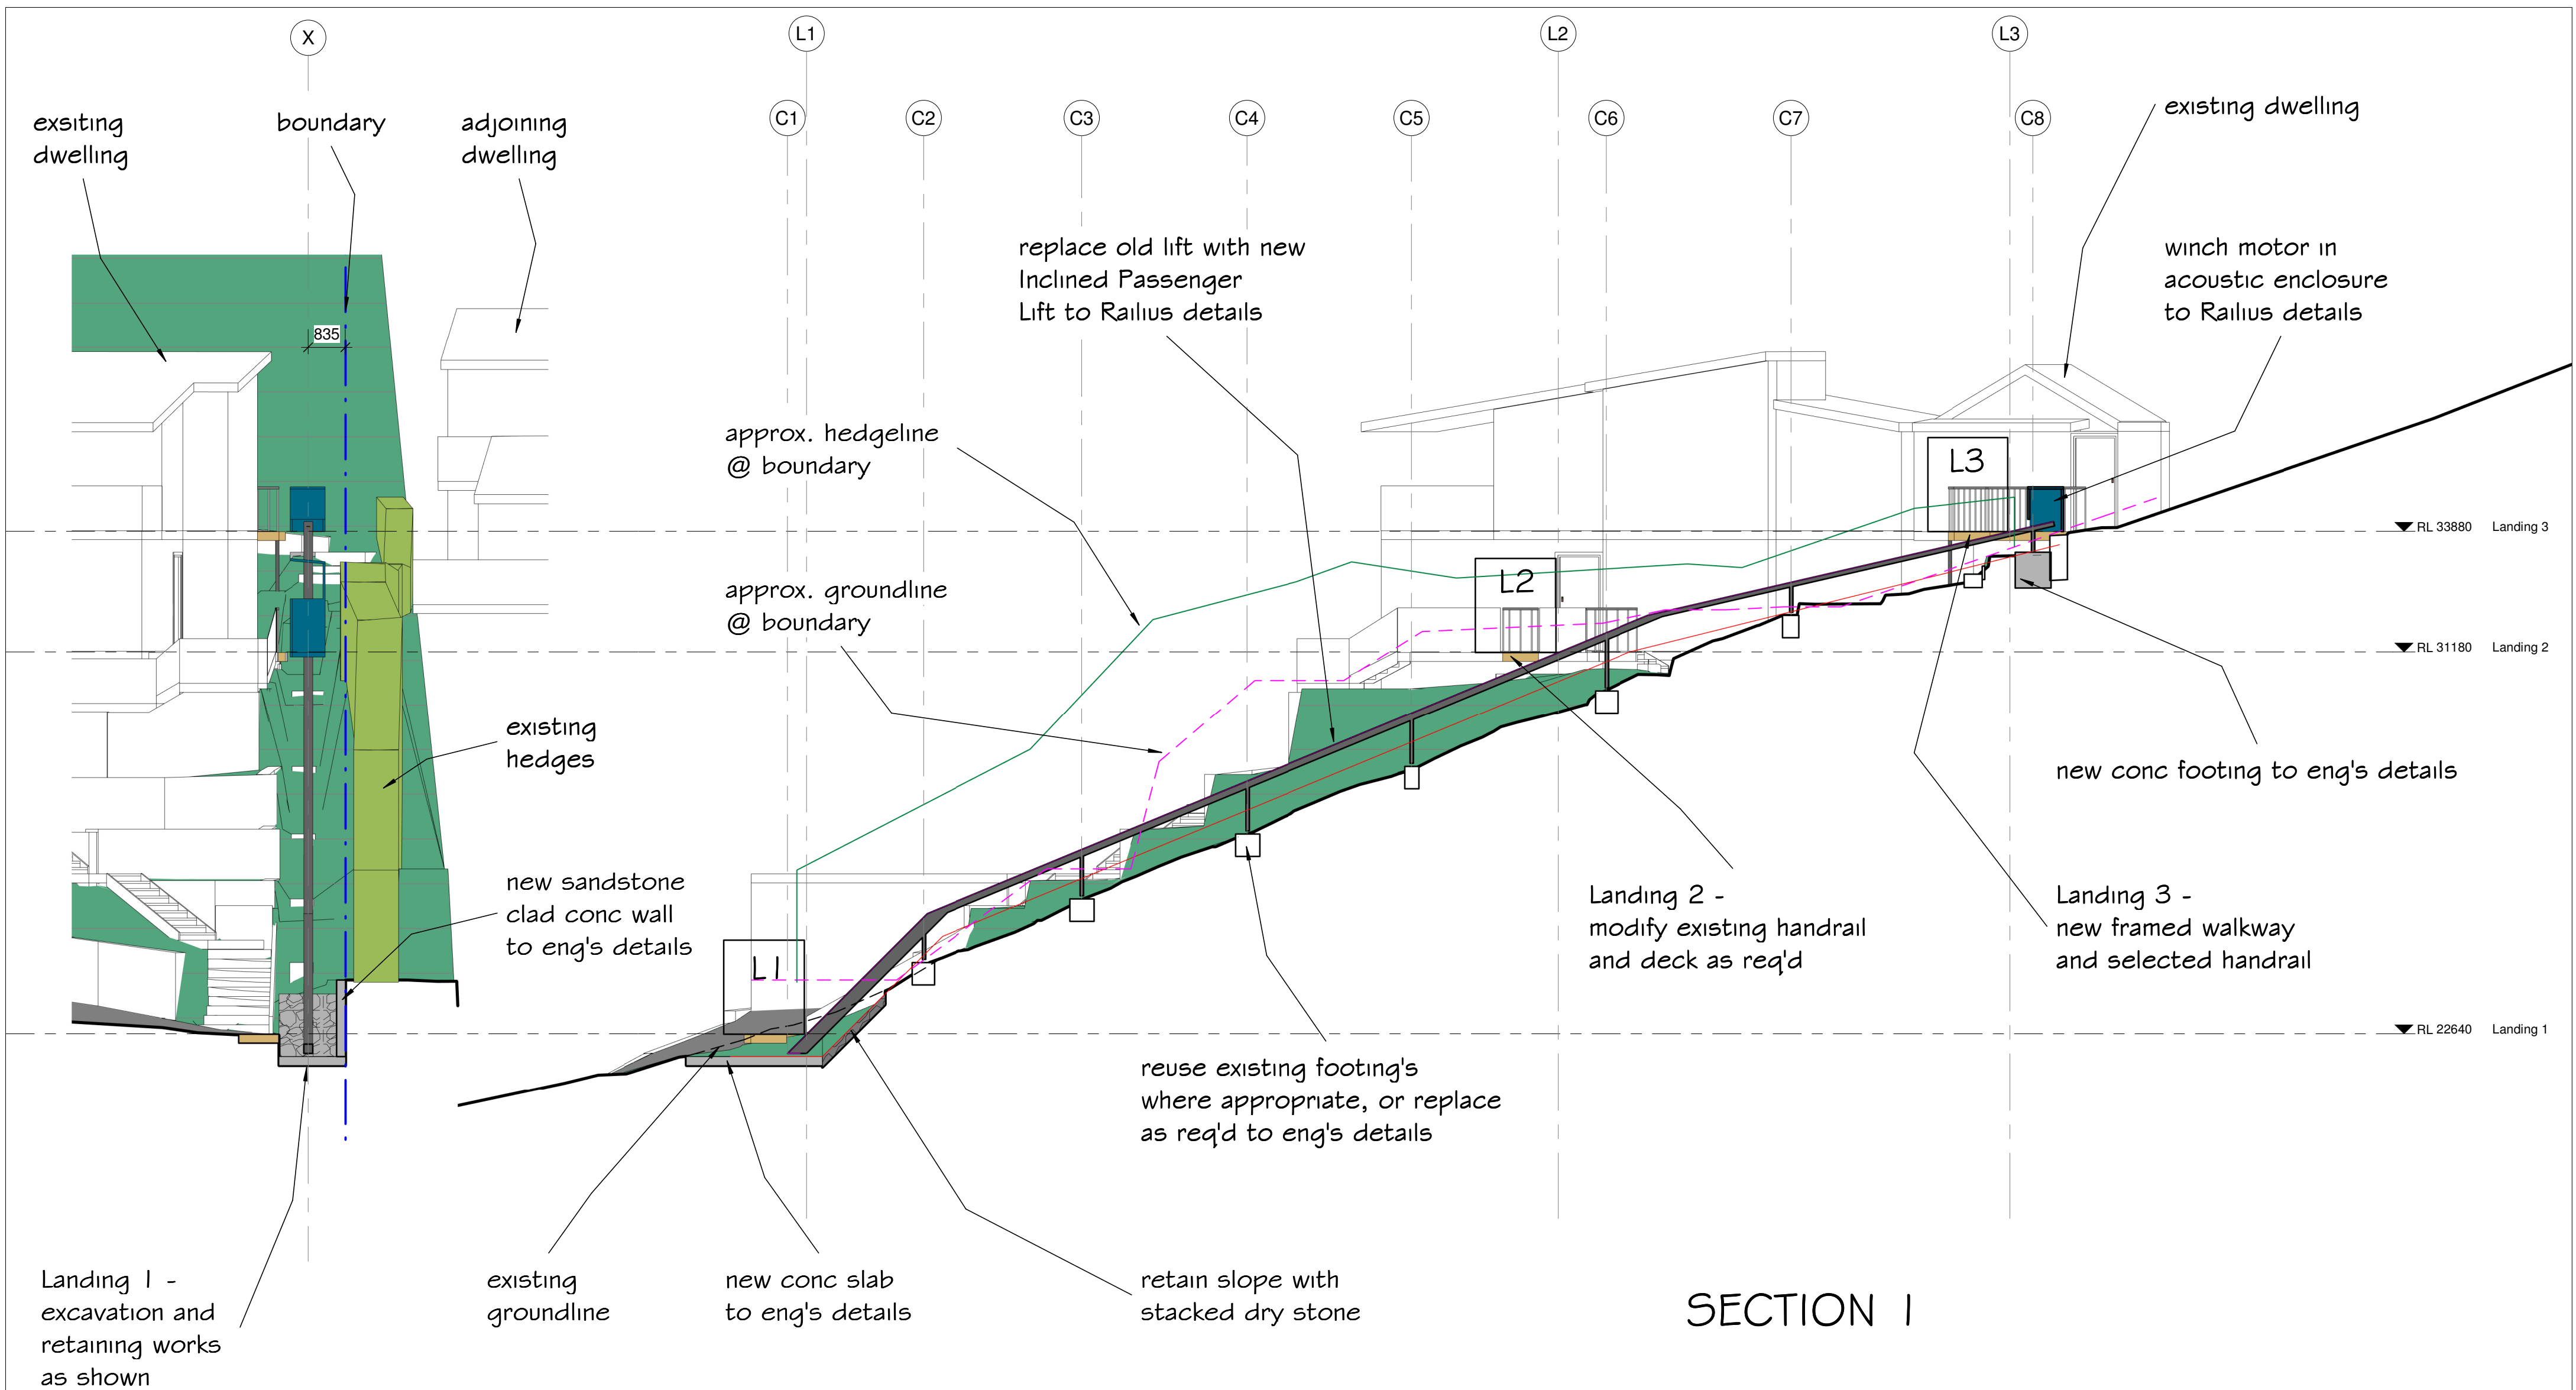 X
L1
L2
L3
C1
C2
C3
C4
C5
C6
C7
C8
exsiting
dwelling
boundary
adjoining
dwelling
existing dwelling
replace old lift with new
Inclined Passenger
Lift to Railius details
winch motor in
acoustic enclosure
to Railius details
835
approx. hedgeline
@ boundary
L3
RL 33880 Landing 3
approx. groundline
@ boundary
L2
RL 31180 Landing 2
existing
hedges
new conc footing to eng's details
new sandstone
clad conc wall
to eng's details
Landing 2 -
modify existing handrail
and deck as req'd
Landing 3 -
new framed walkway
and selected handrail
L1
RL 22640 Landing 1
reuse existing footing's
where appropriate, or replace
as req'd to eng's details
Landing 1 -
excavation and
retaining works
as shown
existing
groundline
new conc slab
to eng's details
retain slope with
stacked dry stone
SECTION 1